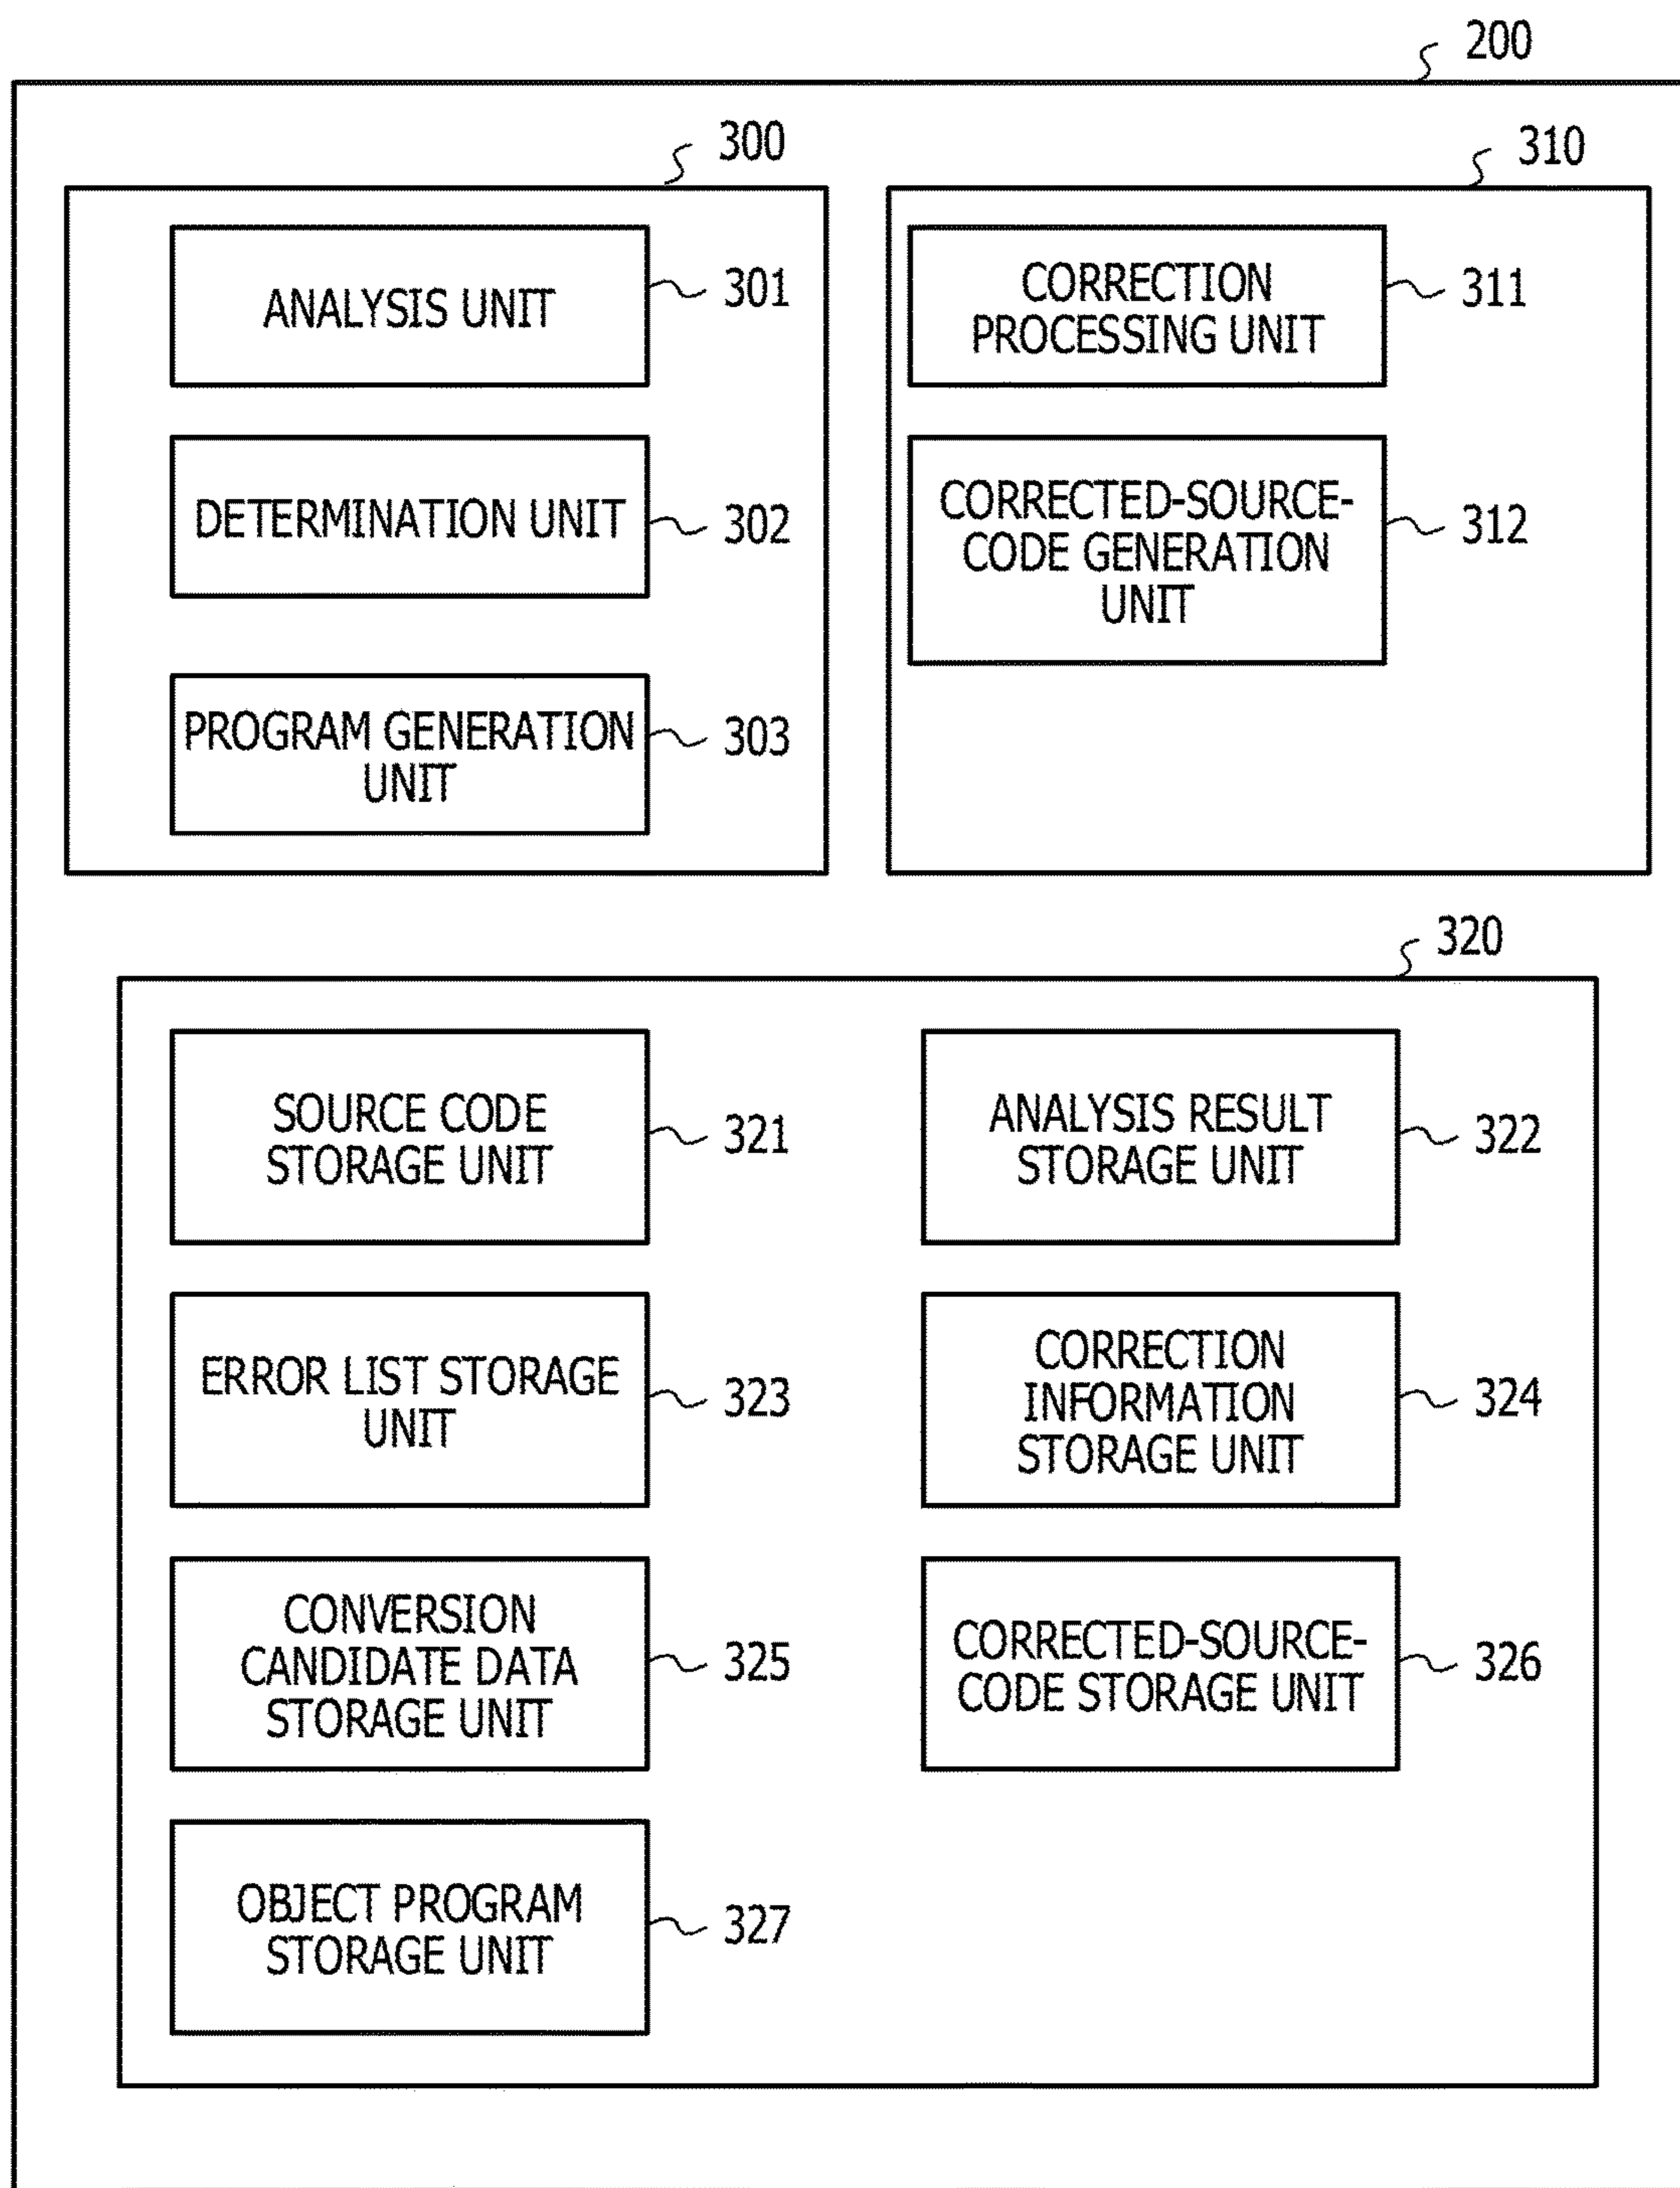 200
300
310
ANALYSIS UNIT
301
CORRECTION
PROCESSING UNIT
311
DETERMINATION UNIT
302
CORRECTED-SOURCE-
CODE GENERATION
UNIT
312
PROGRAM GENERATION
UNIT
303
320
SOURCE CODE
STORAGE UNIT
321
ANALYSIS RESULT
STORAGE UNIT
322
ERROR LIST STORAGE
UNIT
323
CORRECTION
INFORMATION
STORAGE UNIT
324
CONVERSION
CANDIDATE DATA
STORAGE UNIT
325
CORRECTED-SOURCE-
CODE STORAGE UNIT
326
OBJECT PROGRAM
STORAGE UNIT
327